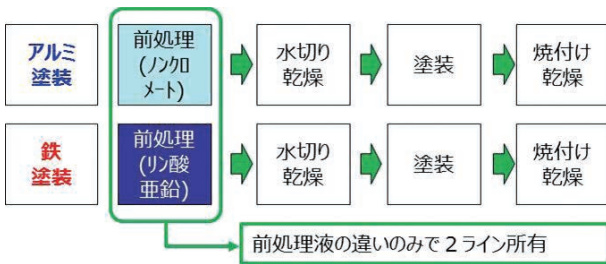 アルミ
塗装
前処理
(ノンクロ
メート)
水切り
乾燥
塗装
焼付け
乾燥
鉄
塗装
前処理
(リン酸
亜鉛)
水切り
乾燥
塗装
焼付け
乾燥
前処理液の違いのみで2ライン所有